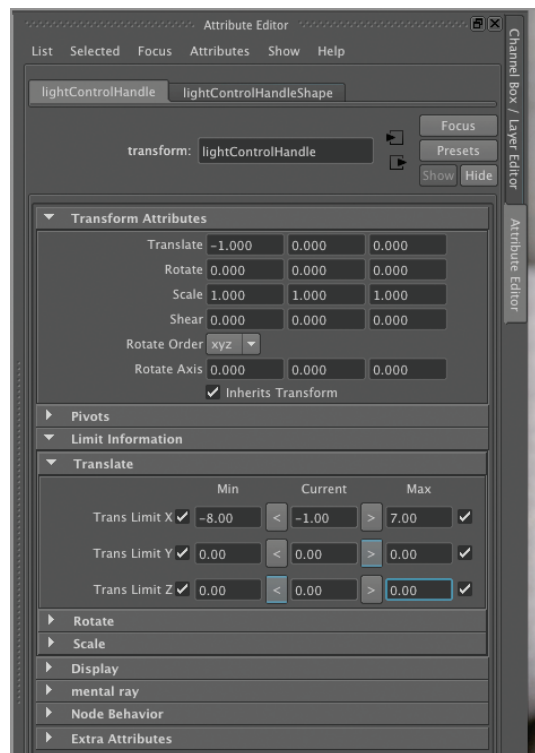 Attribute Editor
List Selected Focus Attributes Show Help
lightControlHandle lightControlHandleShape
Focus
transform: lightControlHandle Presets
Show Hide
Transform Attributes
Translate -1.000 0.000 0.000
Rotate 0.000 0.000 0.000
Scale 1.000 1.000 1.000
Shear 0.000 0.000 0.000
Rotate Order xyz
Rotate Axis 0.000 0.000 0.000
Inherits Transform
Pivots
Limit Information
Translate
Min Current Max
Trans Limit X -8.00 < -1.00 > 7.00
Trans Limit Y 0.00 < 0.00 > 0.00
Trans Limit Z 0.00 < 0.00 > 0.00
Rotate
Scale
Display
mental ray
Node Behavior
Extra Attributes
Channel Box / Layer Editor
Attribute Editor